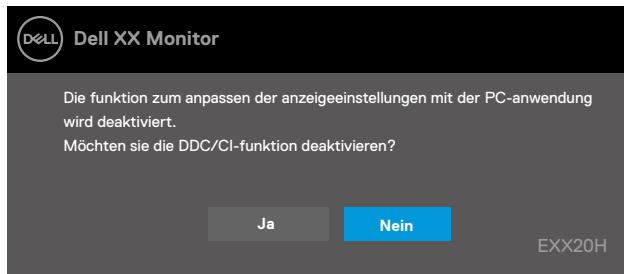 DELL
Dell XX Monitor
Die funktion zum anpassen der anzeigeeinstellungen mit der PC-anwendung
wird deaktiviert.
Möchten sie die DDC/CI-funktion deaktivieren?
Ja
Nein
EXX20H